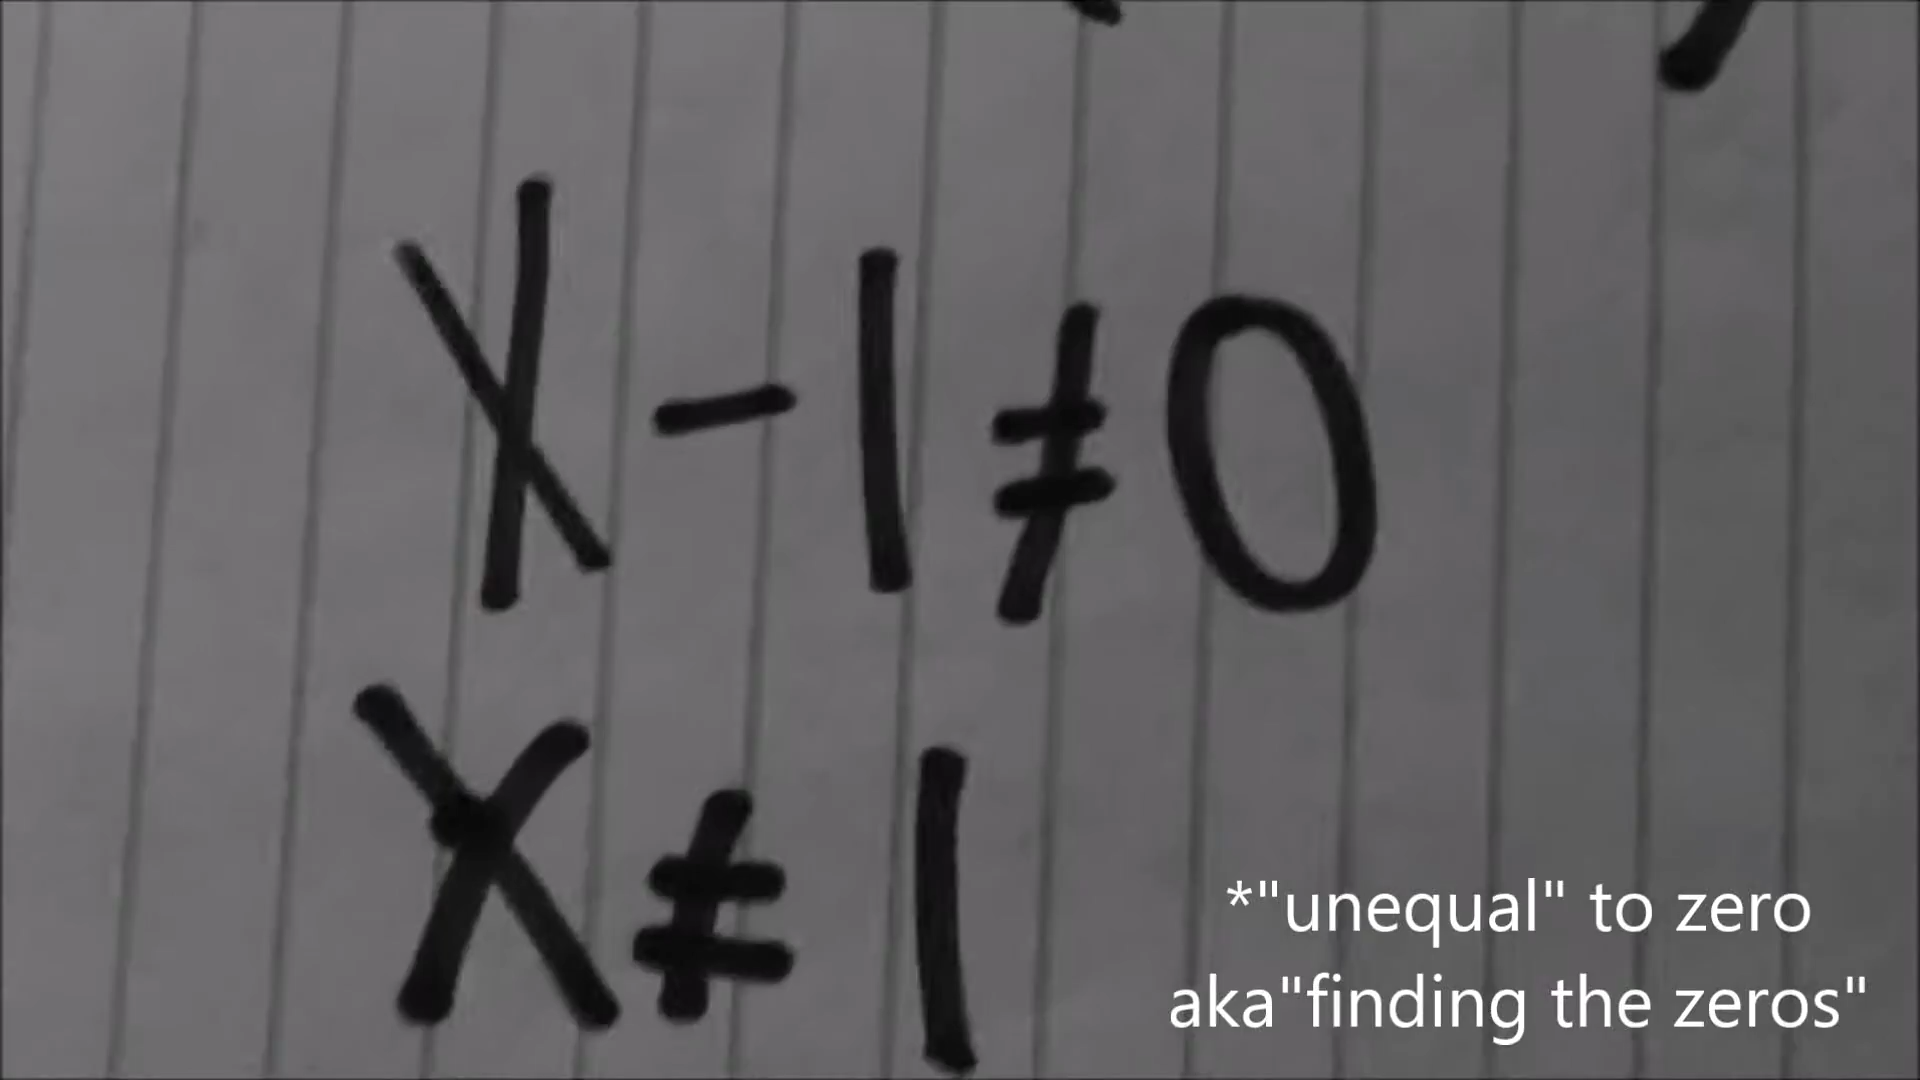 X - 1 ≠ 0
X ≠ 1
*"unequal" to zero
aka"finding the zeros"